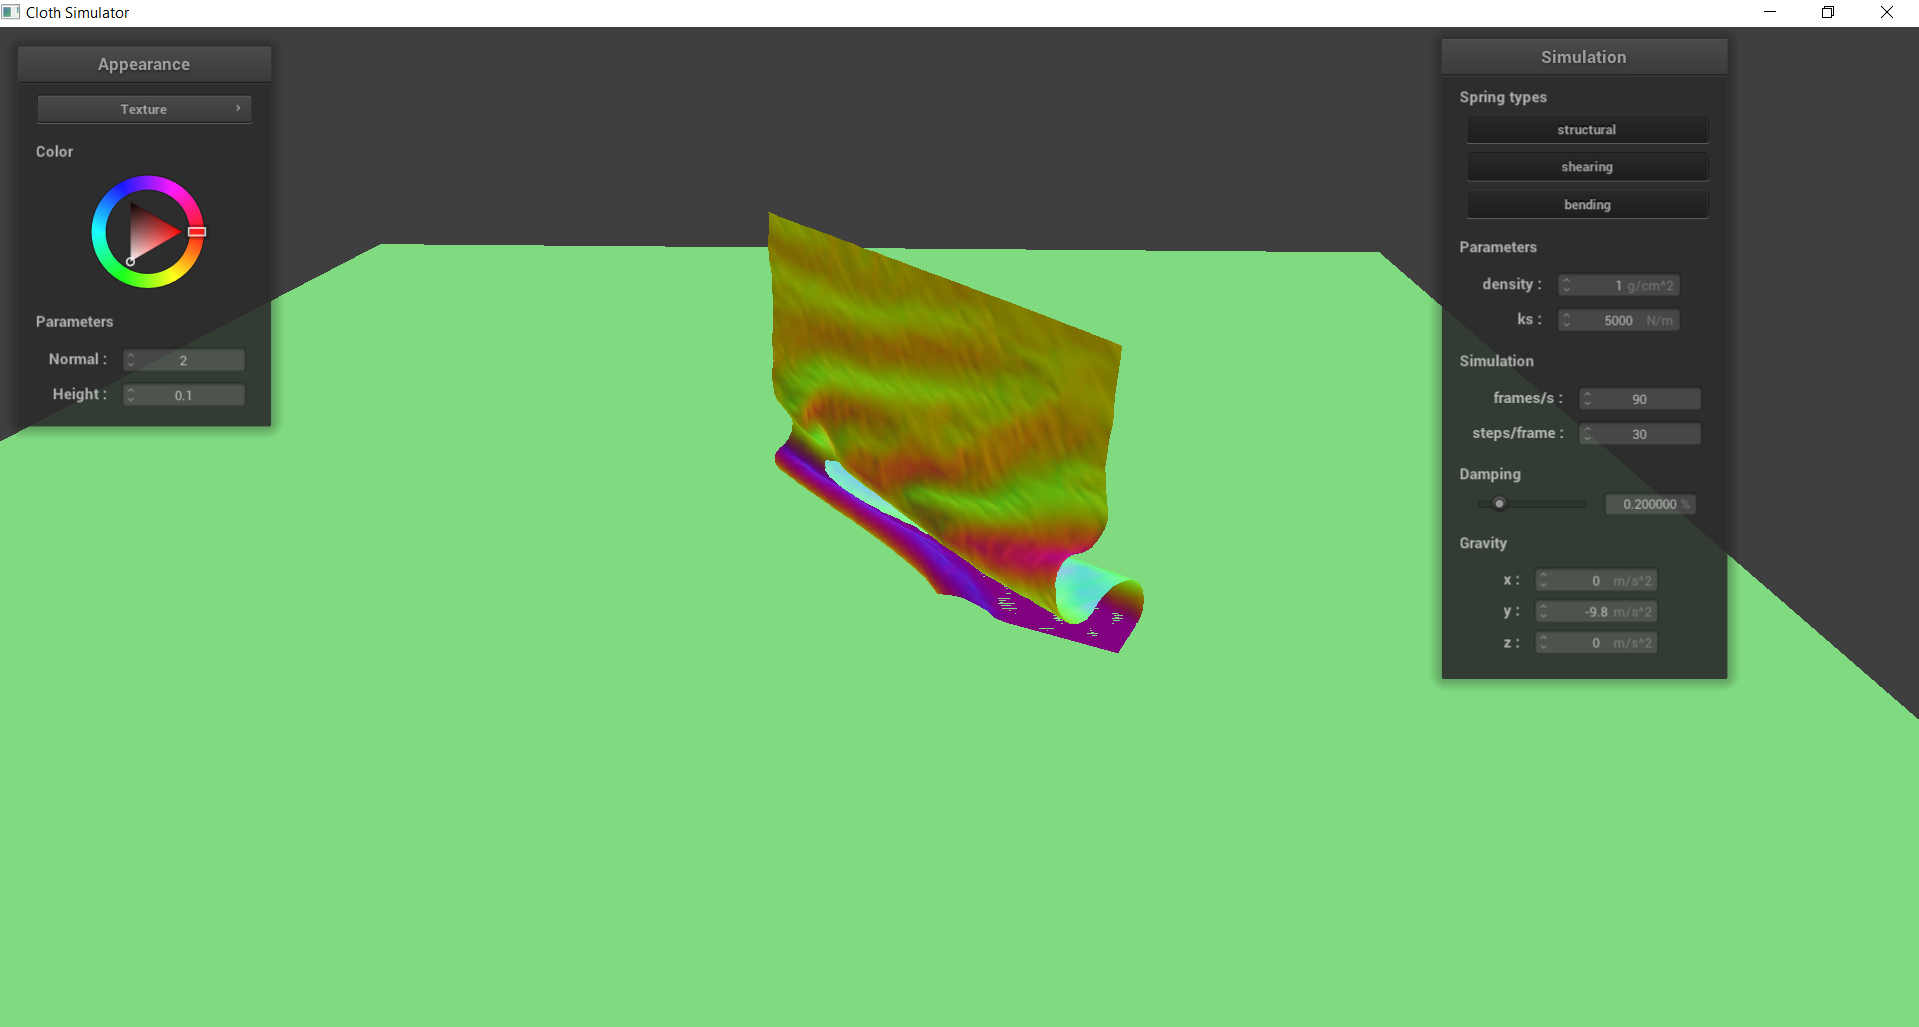 Cloth Simulator
Appearance
Texture
Color
Parameters
Normal : 2
Height : 0.1
Simulation
Spring types
structural
shearing
bending
Parameters
density : 1 g/cm^2
ks : 5000 N/m
Simulation
frames/s : 90
steps/frame : 30
Damping
0.200000 %
Gravity
x : 0 m/s^2
y : -9.8 m/s^2
z : 0 m/s^2